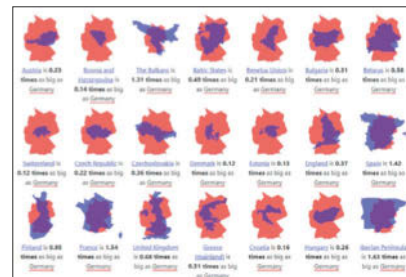 Austria is 0.23 times as big as Germany
Bosnia and Herzegovina is 0.14 times as big as Germany
The Balkans is 1.31 times as big as Germany
Baltic States is 0.49 times as big as Germany
Benelux Union is 0.21 times as big as Germany
Bulgaria is 0.31 times as big as Germany
Belarus is 0.58 times as big as Germany
Switzerland is 0.12 times as big as Germany
Czech Republic is 0.22 times as big as Germany
Czechoslovakia is 0.36 times as big as Germany
Denmark is 0.12 times as big as Germany
Estonia is 0.13 times as big as Germany
England is 0.37 times as big as Germany
Spain is 1.42 times as big as Germany
Finland is 0.95 times as big as Germany
France is 1.54 times as big as Germany
United Kingdom is 0.68 times as big as Germany
Greece (mainland) is 0.31 times as big as Germany
Croatia is 0.16 times as big as Germany
Hungary is 0.26 times as big as Germany
Iberian Peninsula is 1.63 times as big as Germany